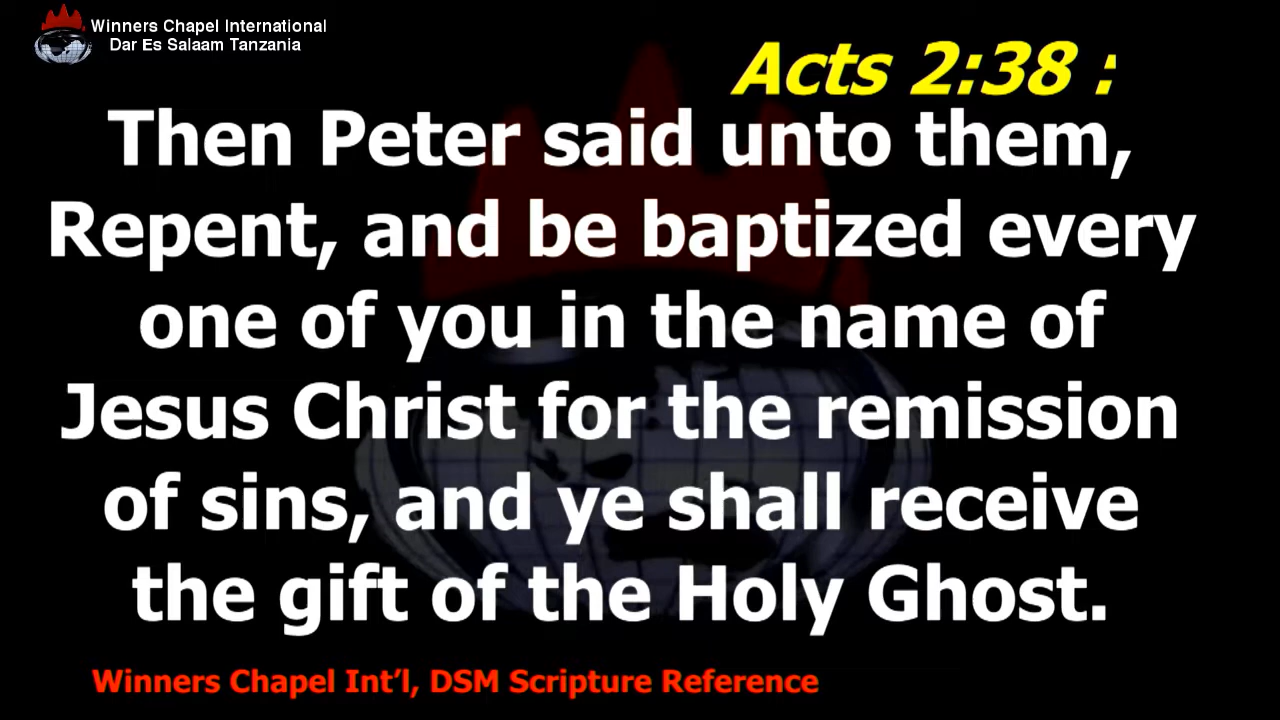 Winners Chapel International
Dar Es Salaam Tanzania
Acts 2:38 :
Then Peter said unto them,
Repent, and be baptized every
one of you in the name of
Jesus Christ for the remission
of sins, and ye shall receive
the gift of the Holy Ghost.
Winners Chapel Int’l, DSM Scripture Reference